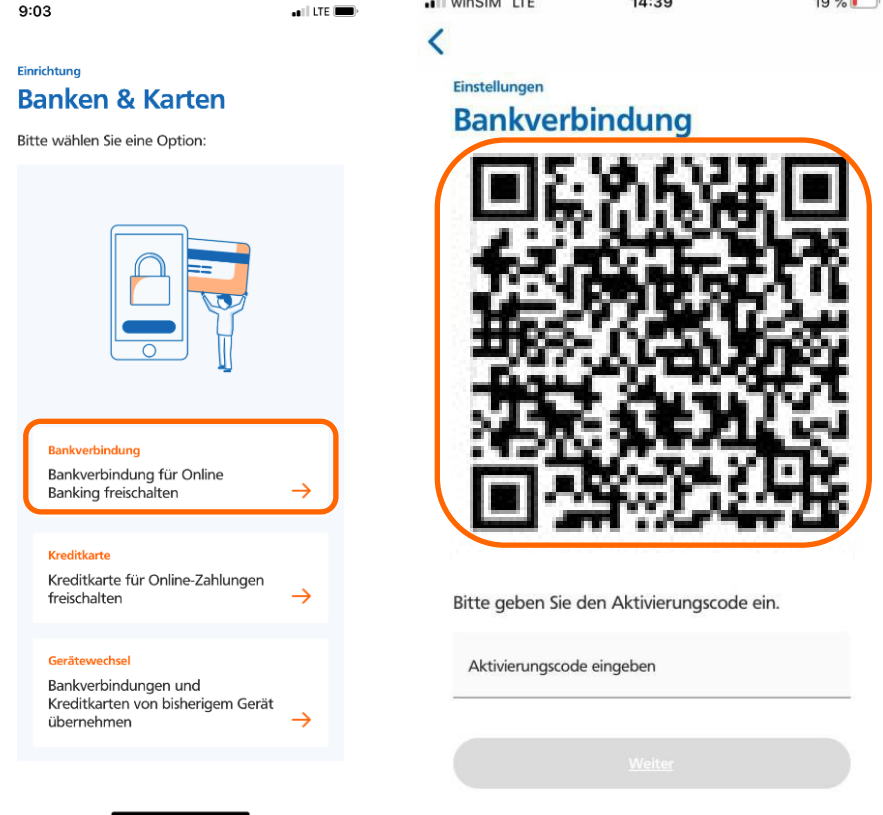 9:03
LTE
Einrichtung
Banken & Karten
Bitte wählen Sie eine Option:
Bankverbindung
Bankverbindung für Online
Banking freischalten
Kreditkarte
Kreditkarte für Online-Zahlungen
freischalten
Gerätewechsel
Bankverbindungen und
Kreditkarten von bisherigem Gerät
übernehmen
winSIM LTE
14:39
19 %
Einstellungen
Bankverbindung
Bitte geben Sie den Aktivierungscode ein.
Aktivierungscode eingeben
Weiter